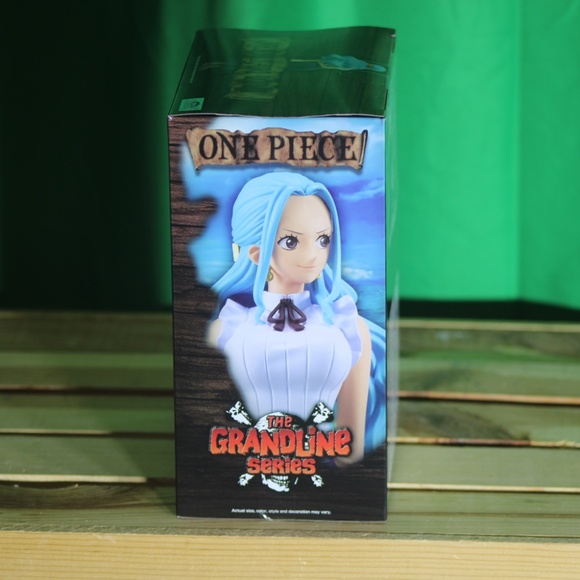 ONE PIECE
THE
GRANDLINE
SERIES
Actual size, color, style and decoration may vary.